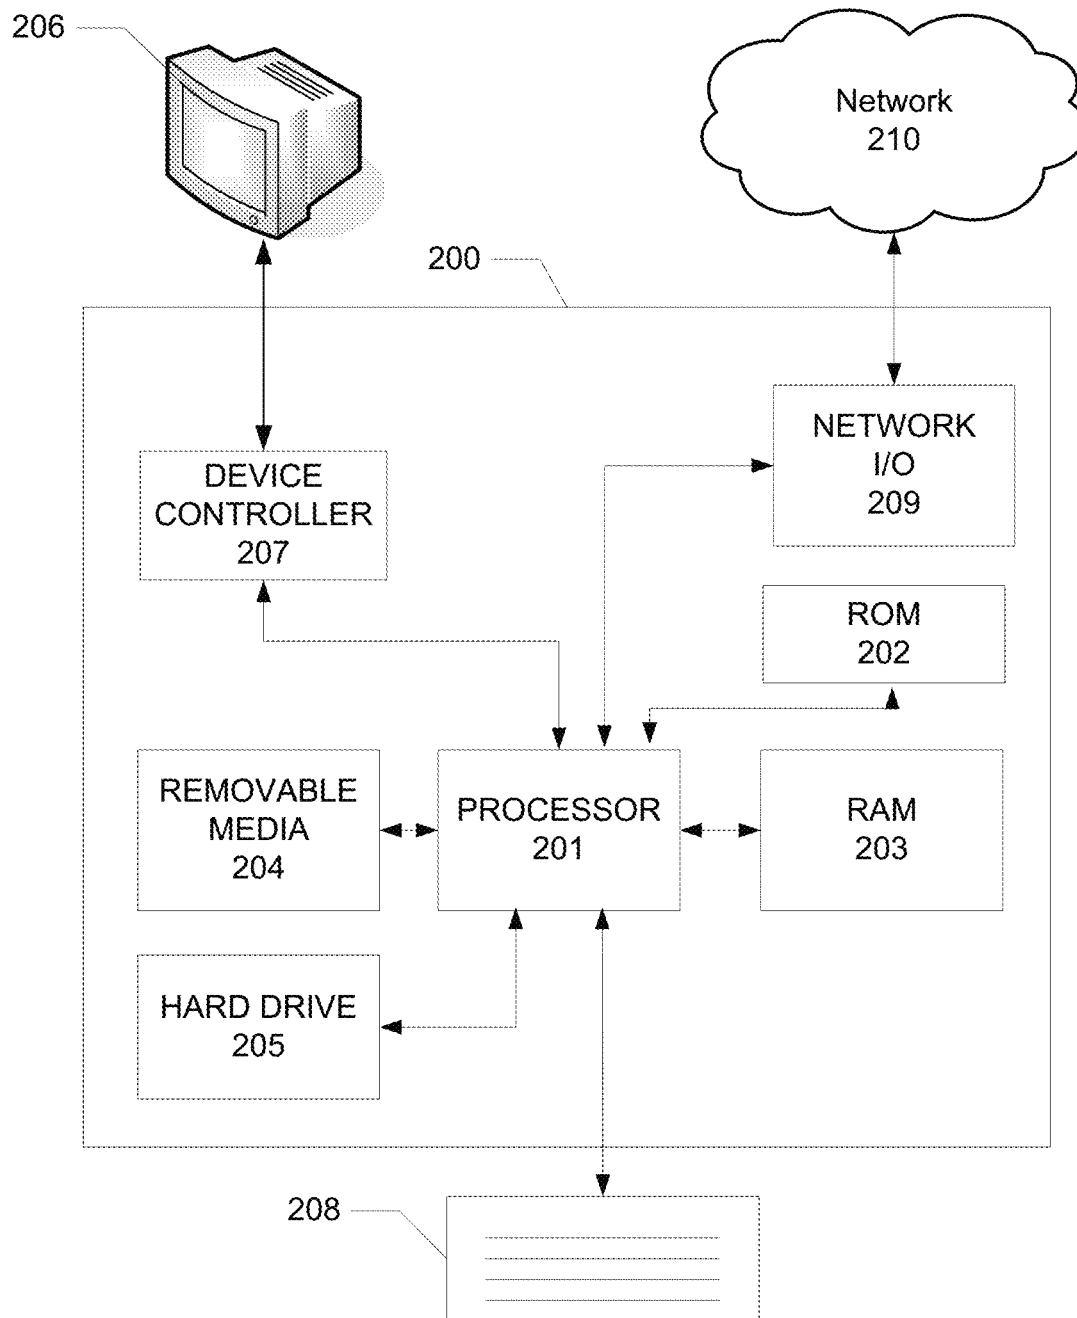 206
Network
210
200
NETWORK
I/O
209
DEVICE
CONTROLLER
207
ROM
202
REMOVABLE
MEDIA
204
PROCESSOR
201
RAM
203
HARD DRIVE
205
208